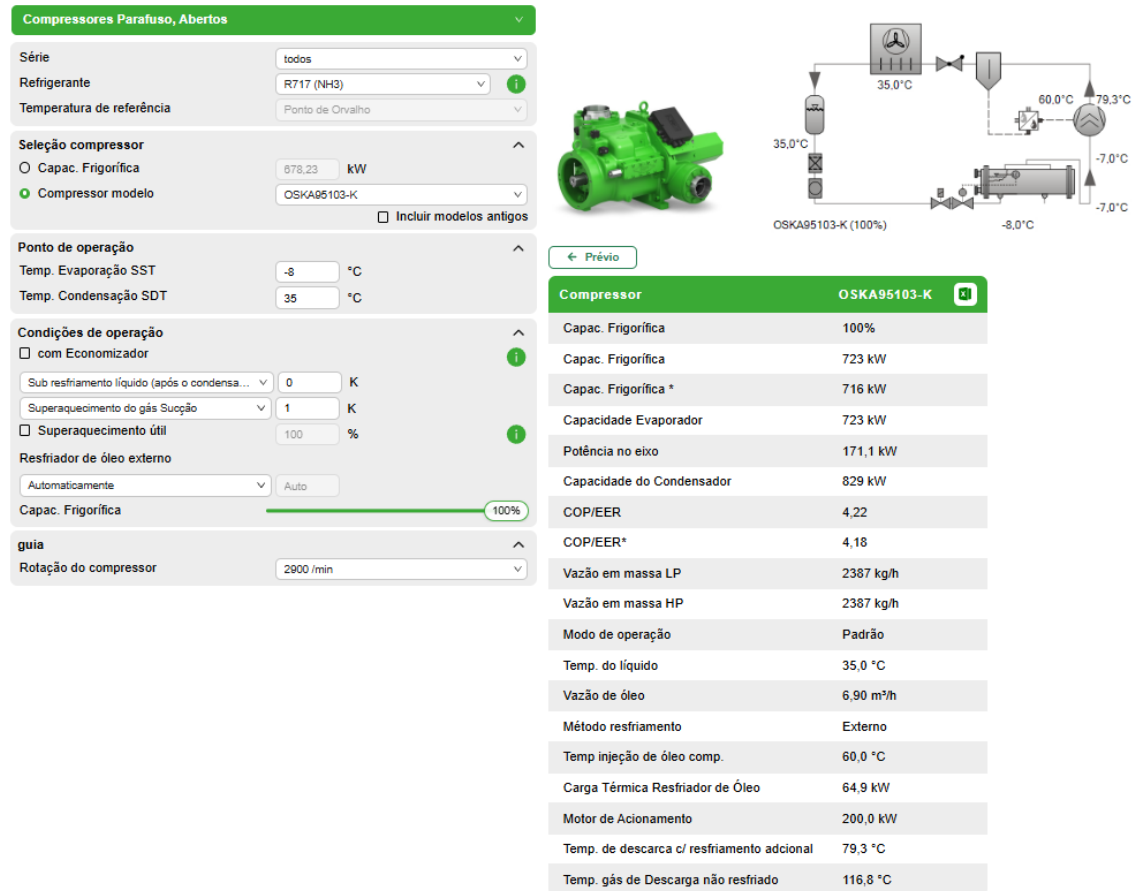 Compressores Parafuso, Abertos
Série todos
Refrigerante R717 (NH3)
Temperatura de referência Ponto de Orvalho
Seleção compressor
Capac. Frigorífica 678,23 kW
Compressor modelo OSKA95103-K
Incluir modelos antigos
Ponto de operação
Temp. Evaporação SST -8 °C
Temp. Condensação SDT 35 °C
Condições de operação
com Economizador
Sub resfriamento líquido (após o condensa... 0 K
Superaquecimento do gás Sucção 1 K
Superaquecimento útil 100 %
Resfriador de óleo externo
Automaticamente Auto
Capac. Frigorífica 100%
guia
Rotação do compressor 2900 /min
35,0°C
60,0°C 79,3°C
35,0°C
-7,0°C
-7,0°C
OSKA95103-K (100%) -8,0°C
← Prévio
Compressor OSKA95103-K
Capac. Frigorífica 100%
Capac. Frigorífica 723 kW
Capac. Frigorífica * 716 kW
Capacidade Evaporador 723 kW
Potência no eixo 171,1 kW
Capacidade do Condensador 829 kW
COP/EER 4,22
COP/EER* 4,18
Vazão em massa LP 2387 kg/h
Vazão em massa HP 2387 kg/h
Modo de operação Padrão
Temp. do líquido 35,0 °C
Vazão de óleo 6,90 m³/h
Método resfriamento Externo
Temp injeção de óleo comp. 60,0 °C
Carga Térmica Resfriador de Óleo 64,9 kW
Motor de Acionamento 200,0 kW
Temp. de descarca c/ resfriamento adcional 79,3 °C
Temp. gás de Descarga não resfriado 116,8 °C